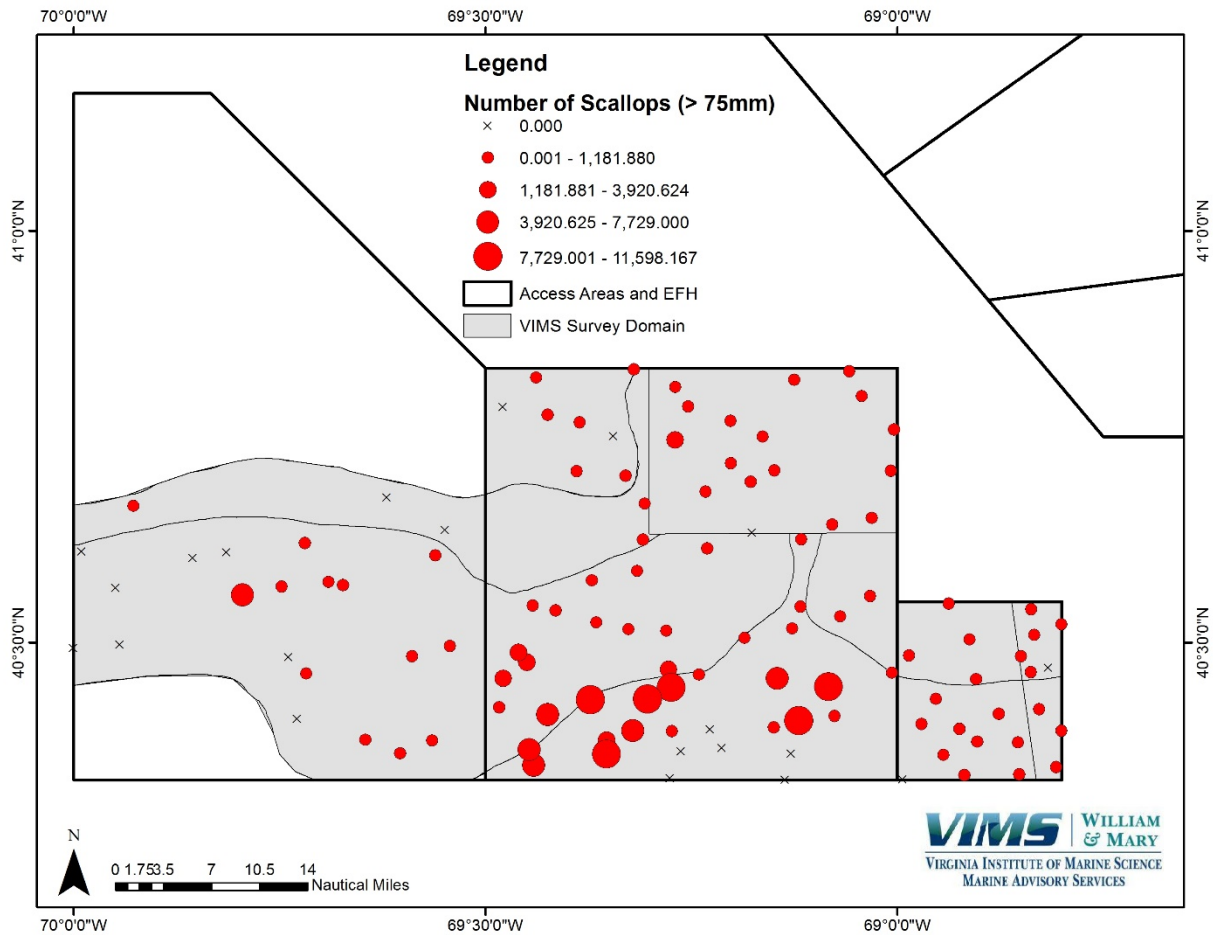 70°0'0"W 69°30'0"W 69°0'0"W
Legend
Number of Scallops (> 75mm)
0.000
0.001 - 1,181.880
1,181.881 - 3,920.624
3,920.625 - 7,729.000
7,729.001 - 11,598.167
Access Areas and EFH
VIMS Survey Domain
41°0'0"N
41°0'0"N
40°30'0"N
40°30'0"N
N
0 1.753.5 7 10.5 14
Nautical Miles
VIMS
WILLIAM
& MARY
VIRGINIA INSTITUTE OF MARINE SCIENCE
MARINE ADVISORY SERVICES
70°0'0"W 69°30'0"W 69°0'0"W